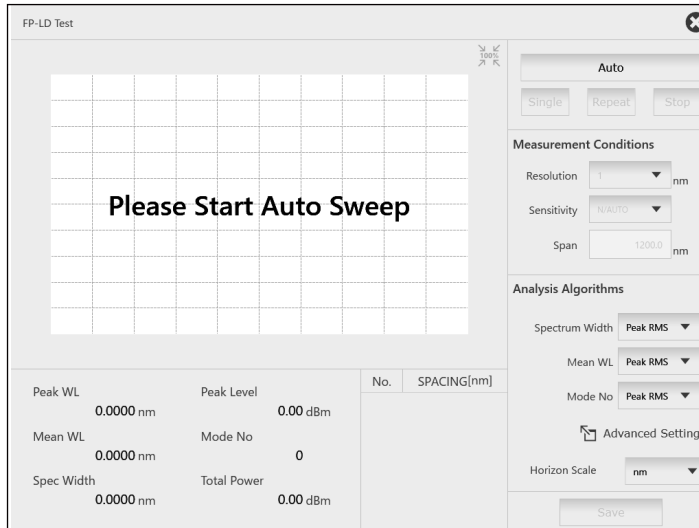 FP-LD Test
100%
Please Start Auto Sweep
Auto
Single Repeat Stop
Measurement Conditions
Resolution 1 nm
Sensitivity N/AUTO
Span 1200.0 nm
Analysis Algorithms
Spectrum Width Peak RMS
Mean WL Peak RMS
Mode No Peak RMS
Advanced Setting
Horizon Scale nm
Save
Peak WL
0.0000 nm
Peak Level
0.00 dBm
Mean WL
0.0000 nm
Mode No
0
Spec Width
0.0000 nm
Total Power
0.00 dBm
No. SPACING[nm]